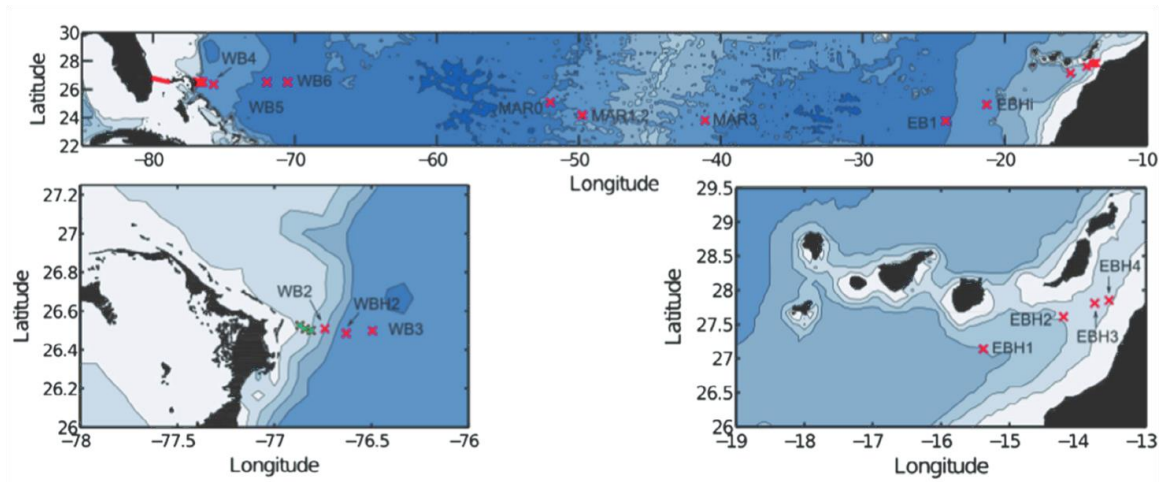 30
28
26
24
22
Latitude
WB4
WB5
WB6
MAR0
MAR1,2
MAR3
EB1
EBHi
−80
−70
−60
−50
−40
−30
−20
−10
Longitude
27.2
27
26.8
26.6
26.4
26.2
26
Latitude
WB2
WBH2
WB3
−78
−77.5
−77
−76.5
−76
Longitude
29.5
29
28.5
28
27.5
27
26.5
26
Latitude
EBH4
EBH2
EBH3
EBH1
−19
−18
−17
−16
−15
−14
−13
Longitude